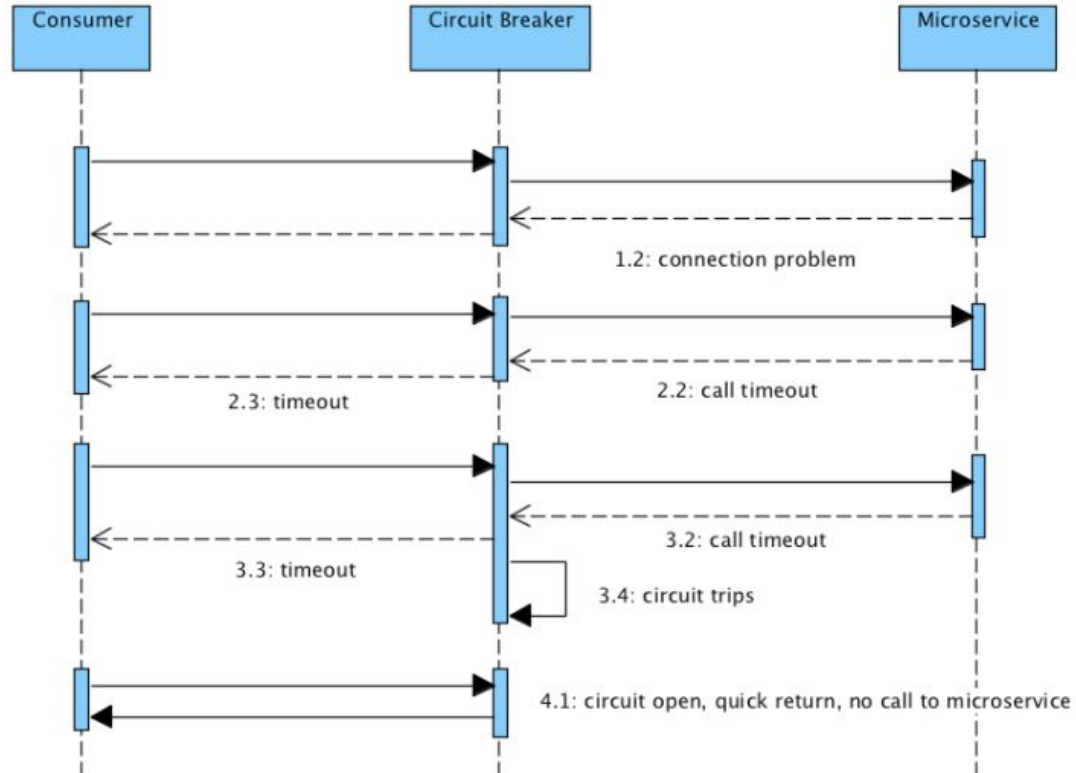 Consumer
Circuit Breaker
Microservice
1.2: connection problem
2.2: call timeout
2.3: timeout
3.2: call timeout
3.3: timeout
3.4: circuit trips
4.1: circuit open, quick return, no call to microservice